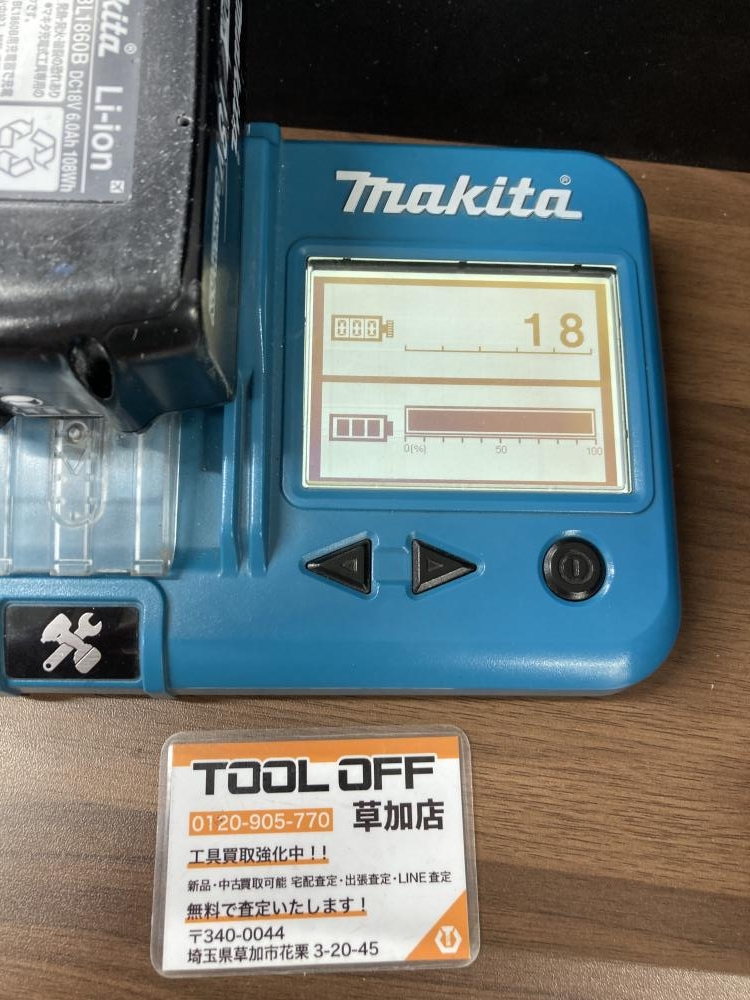 makita
Li-ion
BL1860B DC18V 6.0Ah 108Wh
makita®
18
0(%) 50 100
TOOL OFF
0120-905-770 草加店
工具買取強化中!!
新品・中古買取可能 宅配査定・出張査定・LINE査定
無料で査定いたします!
〒340-0044
埼玉県草加市花栗 3-20-45